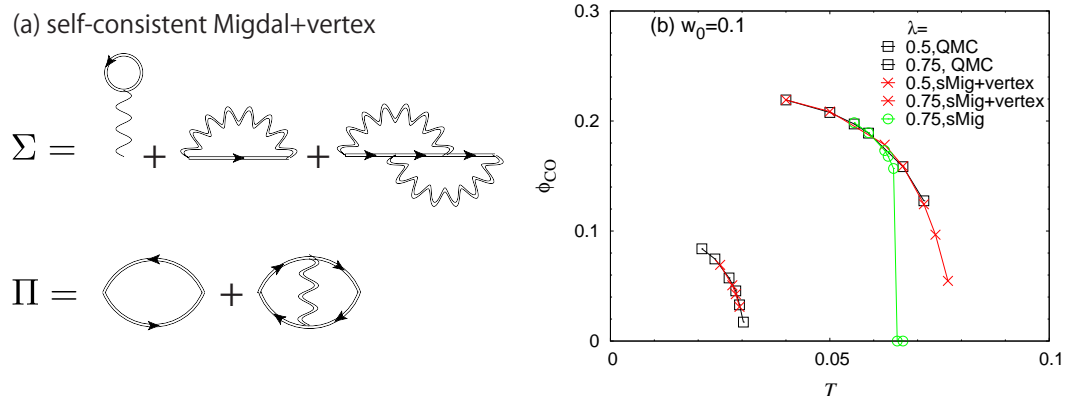 (a) self-consistent Migdal+vertex
Σ = + +
Π = +
(b) w₀=0.1
λ=
0.5,QMC
0.75, QMC
0.5,sMig+vertex
0.75,sMig+vertex
0.75,sMig
ϕCO
0.3
0.2
0.1
0
0 0.05 0.1
T